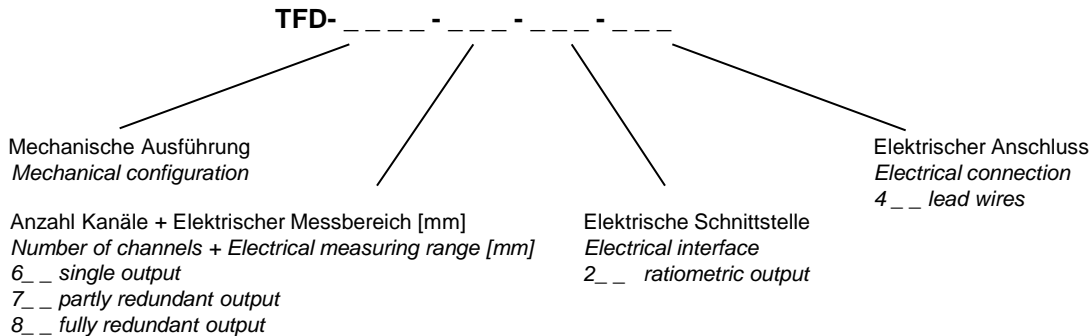 TFD- _ _ _ _ - _ _ _ - _ _ _ - _ _ _
Mechanische Ausführung
Mechanical configuration
Anzahl Kanäle + Elektrischer Messbereich [mm]
Number of channels + Electrical measuring range [mm]
6_ _ single output
7_ _ partly redundant output
8_ _ fully redundant output
Elektrische Schnittstelle
Electrical interface
2_ _ ratiometric output
Elektrischer Anschluss
Electrical connection
4 _ _ lead wires